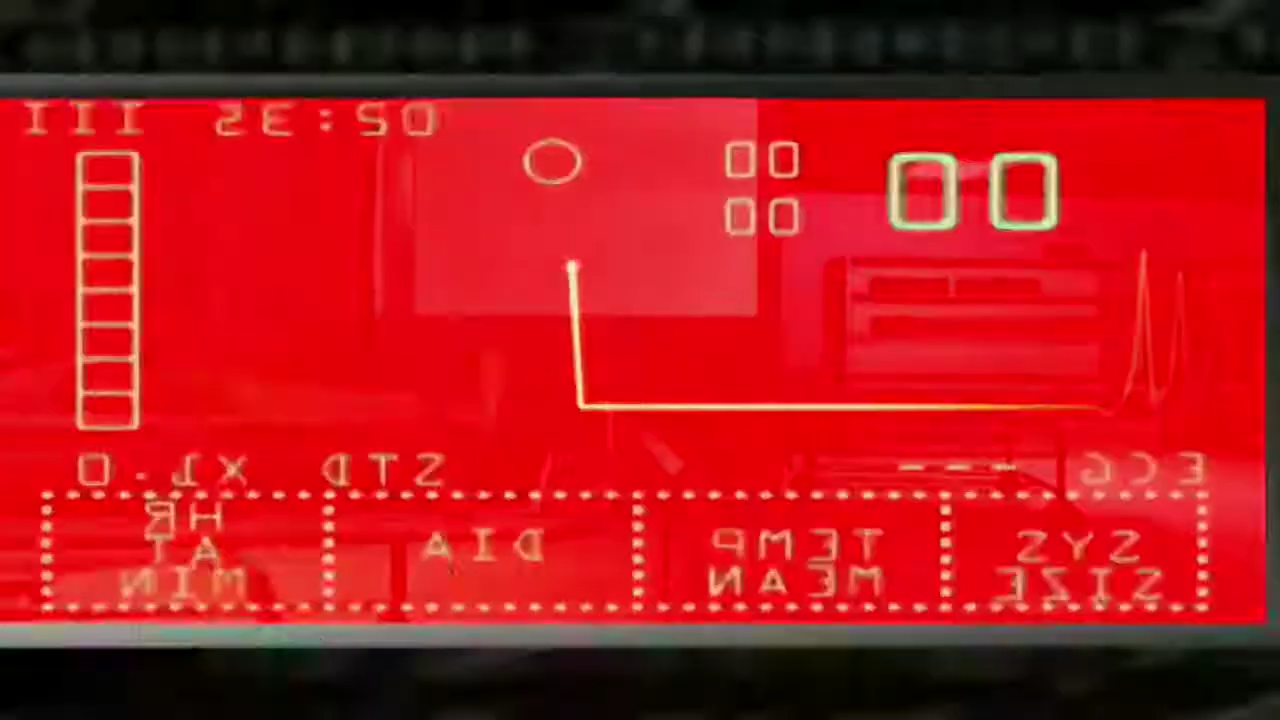 02:35 III
00 00
00
ECG --- STD X1.0
SYS SIZE
TEMP MEAN
DIA
HR AT MIN